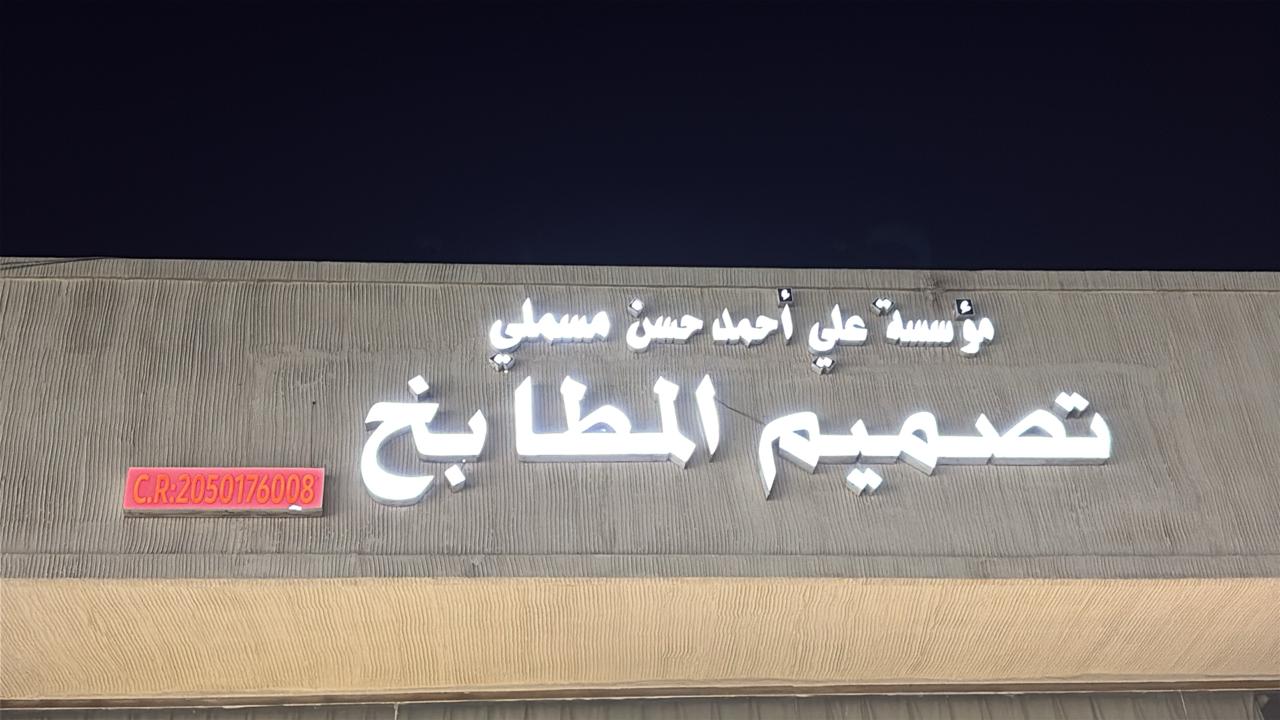 مؤسسة علي أحمد حسن مسملي
تصميم المطابخ
C.R:2050176008